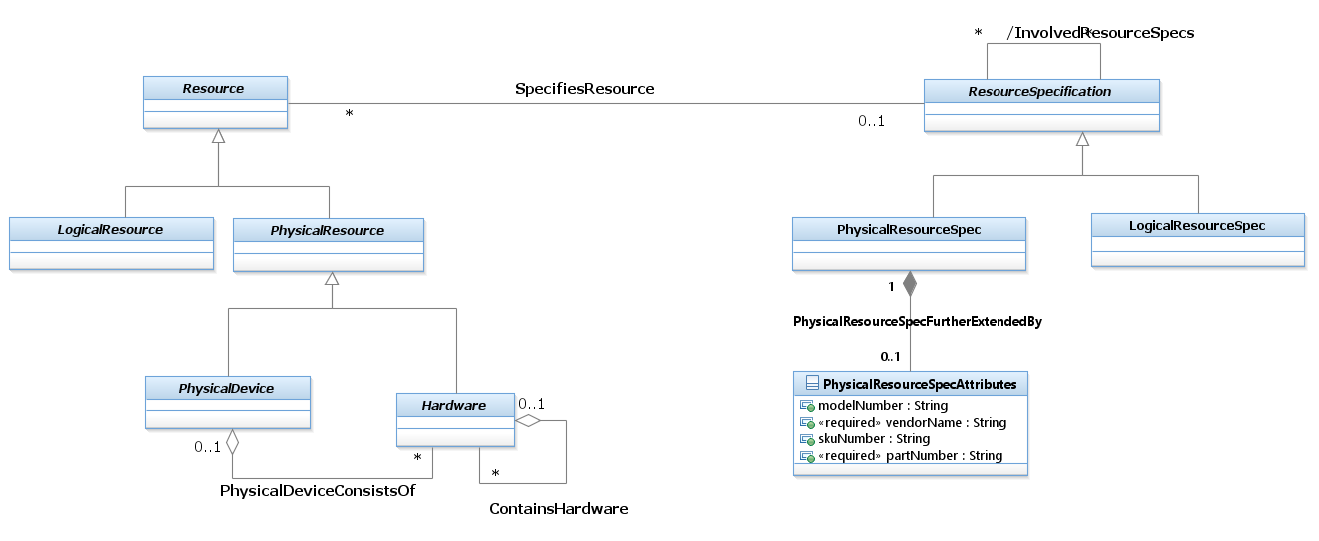 * /InvolvedResourceSpecs
*
Resource
SpecifiesResource
ResourceSpecification
*
0..1
LogicalResource
PhysicalResource
PhysicalResourceSpec
LogicalResourceSpec
1
PhysicalResourceSpecFurtherExtendedBy
0..1
PhysicalDevice
Hardware
0..1
PhysicalResourceSpecAttributes
modelNumber : String
«required» vendorName : String
skuNumber : String
«required» partNumber : String
0..1
*
*
PhysicalDeviceConsistsOf
ContainsHardware